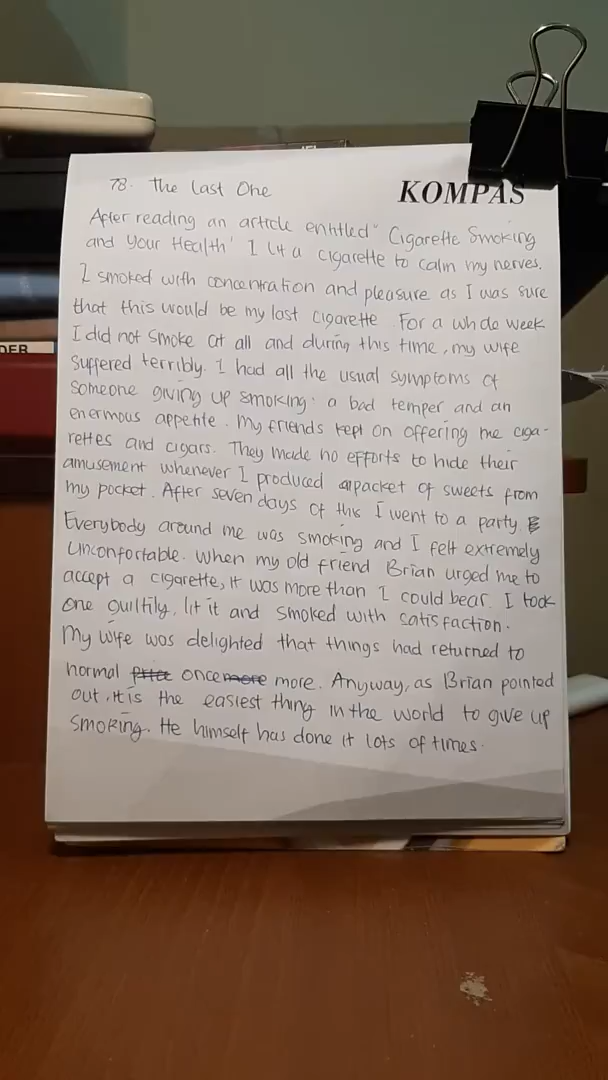 78. The Last One
KOMPAS
After reading an article entitled " Cigarette Smoking
and Your Health' I lit a cigarette to calm my nerves.
I smoked with concentration and pleasure as I was sure
that this would be my last cigarette. For a whole week
I did not smoke at all and during this time, my wife
suffered terribly. I had all the usual symptoms of
someone giving up smoking: a bad temper and an
enermous appetite. My friends kept on offering me ciga-
rettes and cigars. They made no efforts to hide their
amusement whenever I produced a packet of sweets from
my pocket. After seven days of this I went to a party. E
Everybody around me was smoking and I felt extremely
Unconfortable. When my old friend Brian urged me to
accept a cigarette, it was more than I could bear. I took
one guiltily, lit it and smoked with satisfaction.
My wife was delighted that things had returned to
normal once more more. Anyway, as Brian pointed
out, it is the easiest thing in the world to give up
smoking. He himself has done it lots of times.
DER